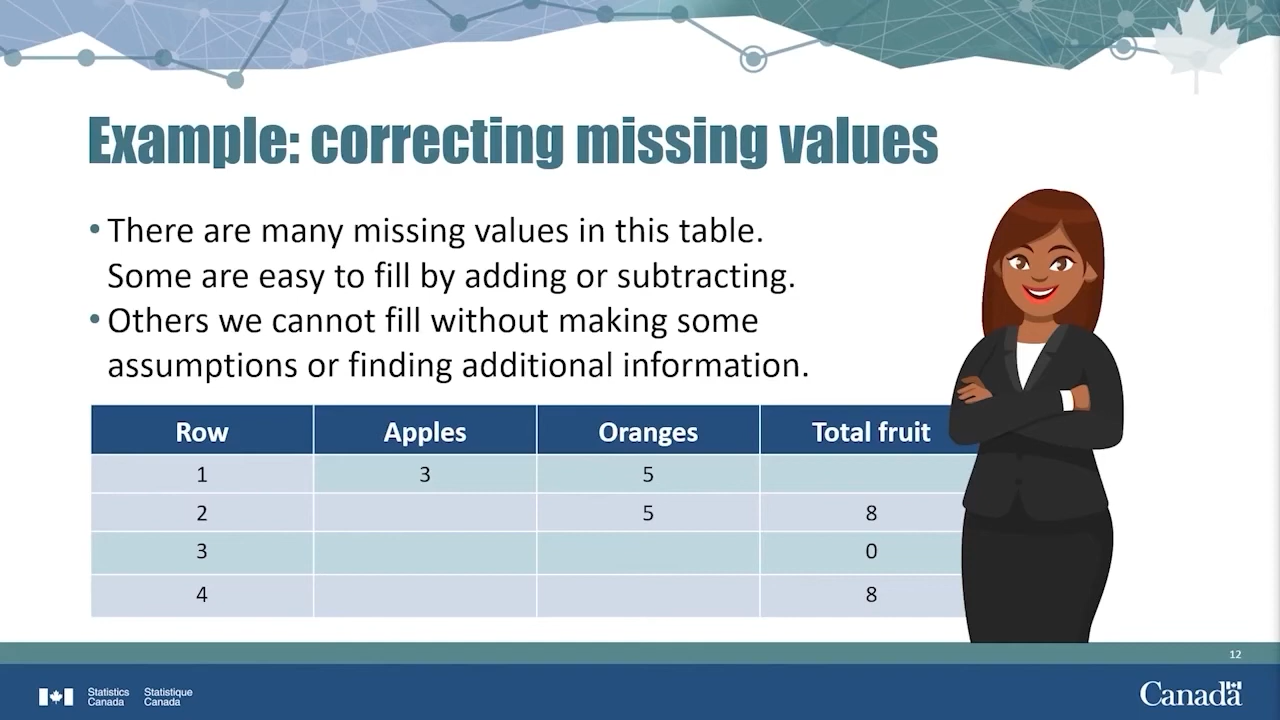 Example: correcting missing values
• There are many missing values in this table.
Some are easy to fill by adding or subtracting.
• Others we cannot fill without making some
assumptions or finding additional information.
Row Apples Oranges Total fruit
1 3 5
2 5 8
3 0
4 8
12
Statistics Statistique
Canada Canada
Canada